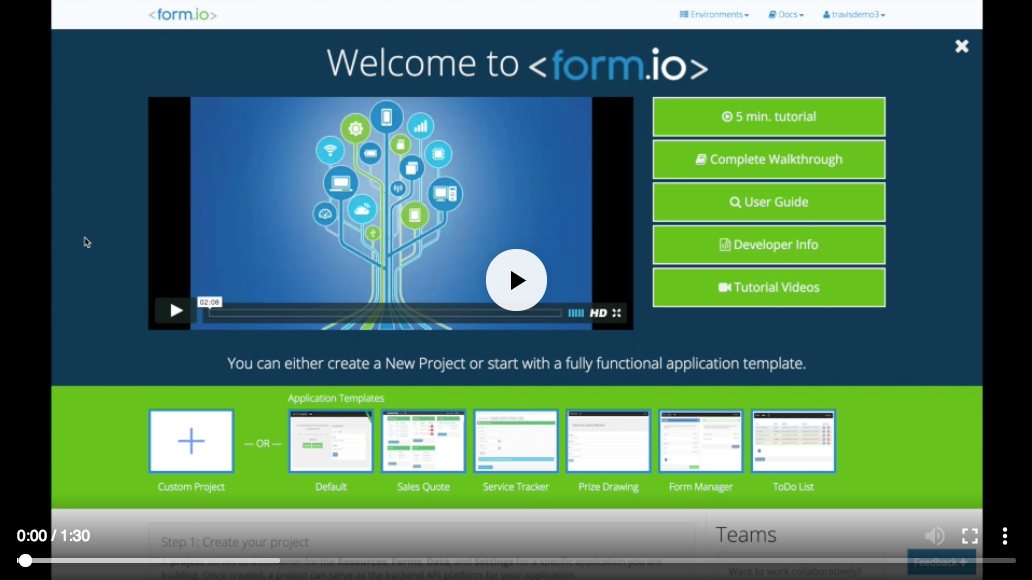 <form.io>
Environments
Docs
travisdemo3
Welcome to <form.io>
5 min. tutorial
Complete Walkthrough
User Guide
Developer Info
Tutorial Videos
02:08
HD
You can either create a New Project or start with a fully functional application template.
Application Templates
— OR —
Custom Project
Default
Sales Quote
Service Tracker
Prize Drawing
Form Manager
ToDo List
0:00 / 1:30
Step 1: Create your project
Teams
Feedback +
A project serves as a container for the Resources, Forms, Data, and Settings for a specific application you are
building. Once created, a project can serve as the backend API platform for your application.
Want to work collaboratively?